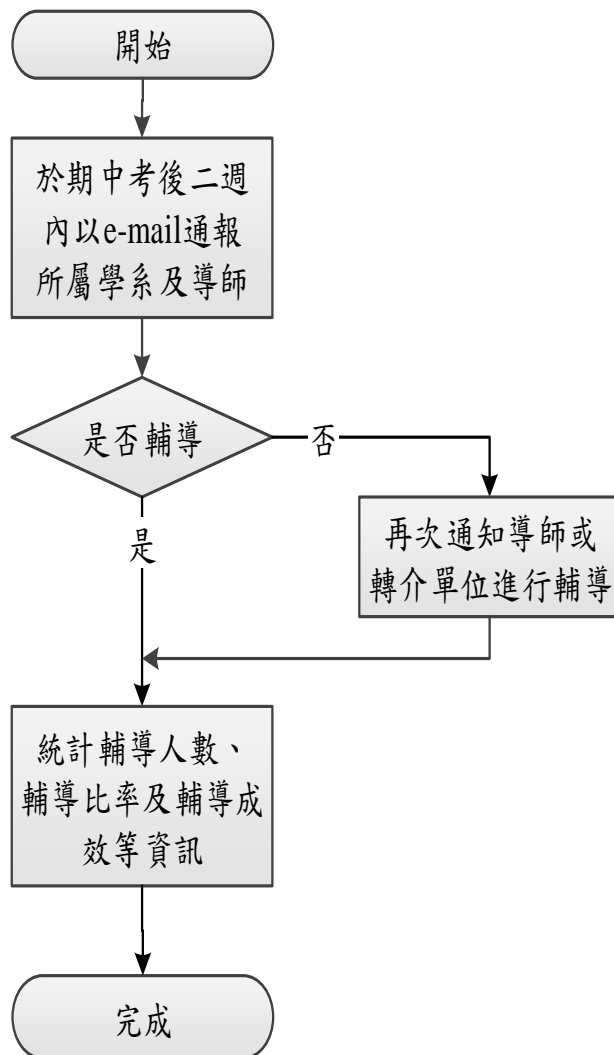 開始
於期中考後二週
內以e-mail通報
所屬學系及導師
是否輔導
否
是
再次通知導師或
轉介單位進行輔導
統計輔導人數、
輔導比率及輔導成
效等資訊
完成